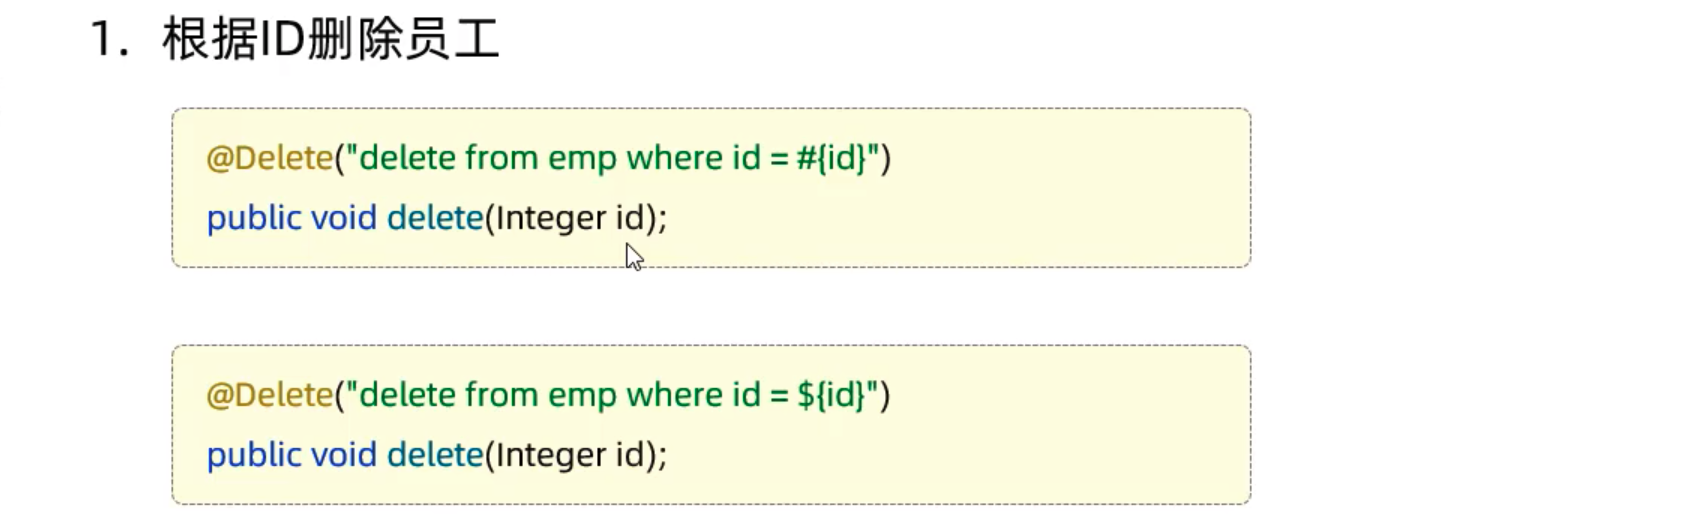 1. 根据ID删除员工
@Delete("delete from emp where id = #{id}")
public void delete(Integer id);
@Delete("delete from emp where id = ${id}")
public void delete(Integer id);